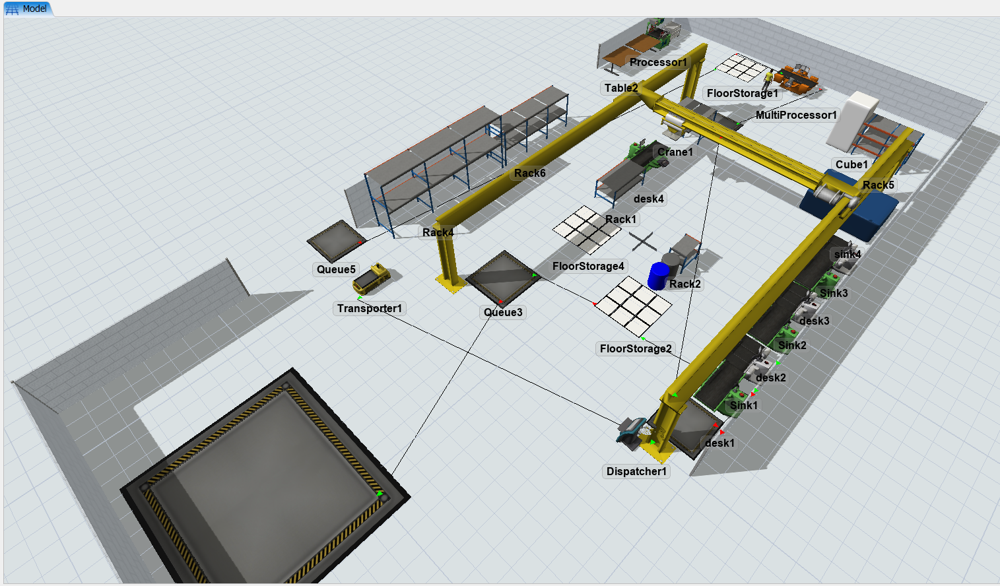 Model
Processor1
Table2
FloorStorage1
MultiProcessor1
Crane1
Cube1
Rack6
Rack5
desk4
Rack1
Rack4
sink4
FloorStorage4
Queue5
Rack2
Sink3
Transporter1
Queue3
desk3
FloorStorage2
Sink2
desk2
Sink1
desk1
Dispatcher1